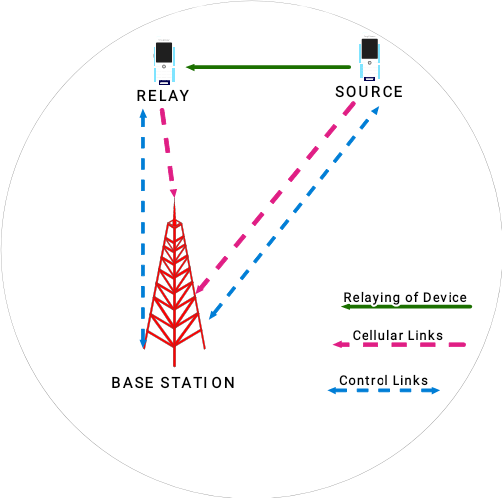 RELAY
SOURCE
BASE STATION
Relaying of Device
Cellular Links
Control Links